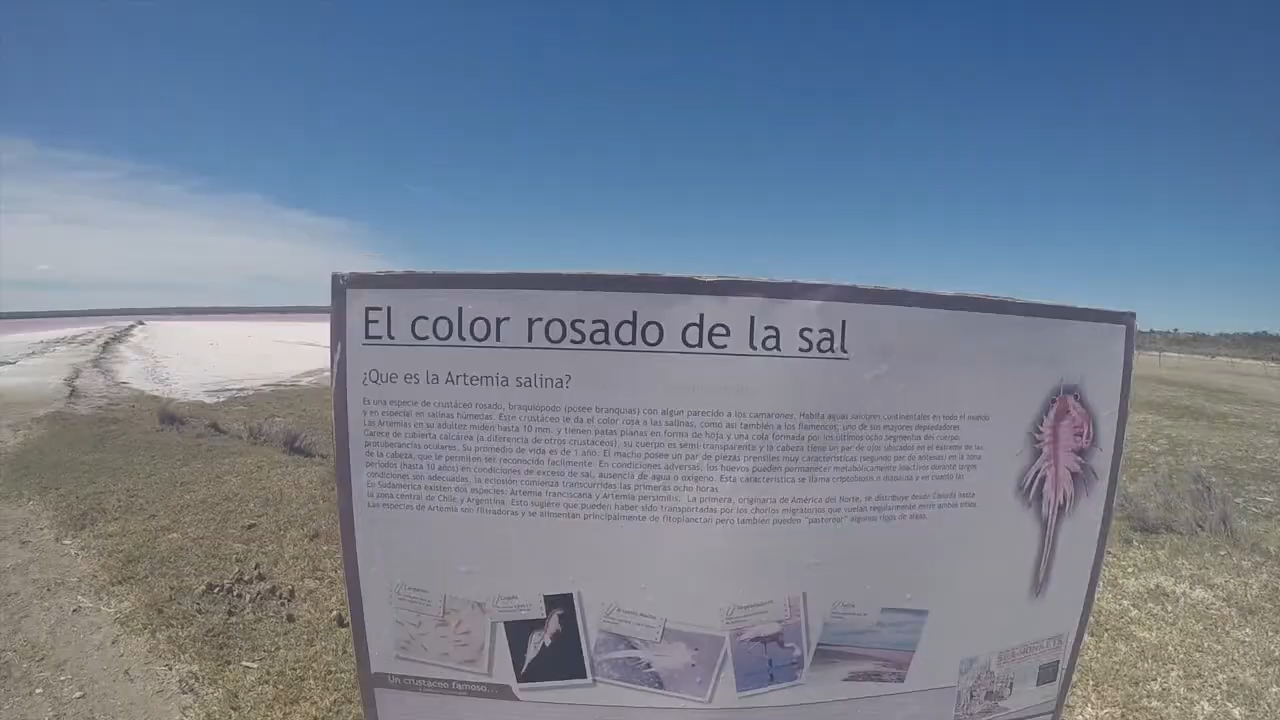 El color rosado de la sal
¿Que es la Artemia salina?
Es una especie de crustáceo rosado, braquiopodo (posee branquias) con algún parecido a los camarones. Habita aguas salobres continentales en todo el mundo
y en especial en salinas húmedas. Este crustáceo le da el color rosa a las salinas, como así también a los flamencos, uno de sus mayores depredadores.
Las Artemias en su adultez miden hasta 10 mm. y tienen patas planas en forma de hoja y una cola formada por los últimos ocho segmentos del cuerpo.
Carece de cubierta calcárea (a diferencia de otros crustáceos), su cuerpo es semi-transparente y la cabeza tiene un par de ojos ubicados en el extremo de las
protuberancias oculares. Su promedio de vida es de 1 año. El macho posee un par de piezas prensiles muy características (segundo par de antenas) en la zona
de la cabeza, que le permiten ser reconocido facilmente. En condiciones adversas, los huevos pueden permanecer metabólicamente inactivos durante largos
períodos (hasta 10 años) en condiciones de exceso de sal, ausencia de agua o oxigeno. Esta característica se llama criptobiosis o diapausa y en cuanto las
condiciones son adecuadas, la eclosión comienza transcurridas las primeras ocho horas.
En Sudamerica existen dos especies: Artemia franciscana y Artemia persimilis. La primera, originaria de América del Norte, se distribuye desde Canadá hasta
la zona central de Chile y Argentina. Esto sugiere que pueden haber sido transportadas por los chorlos migratorios que vuelan regularmente entre ambos sitios.
Las especies de Artemia son filtradoras y se alimentan principalmente de fitoplancton pero también pueden "pastorear" algunos tipos de algas.
Un crustáceo famoso...
SEA-MONKEYS